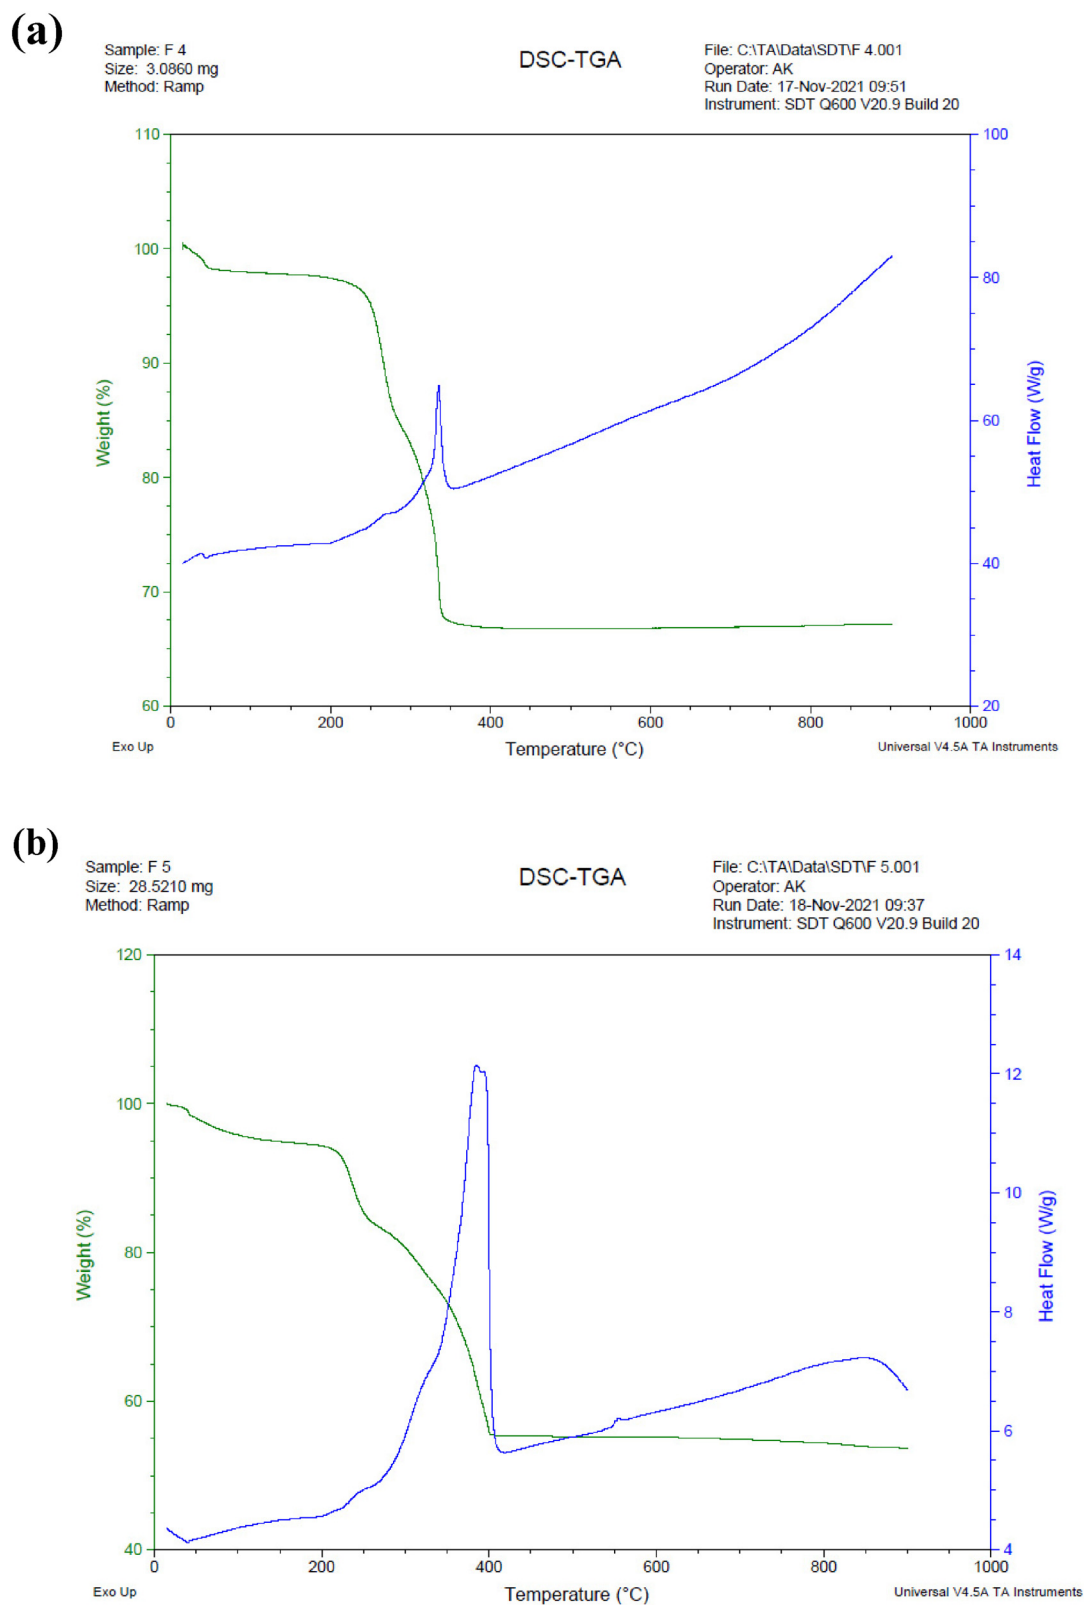 (a)
Sample: F 4
Size: 3.0860 mg
Method: Ramp
DSC-TGA
File: C:\TA\Data\SDT\F 4.001
Operator: AK
Run Date: 17-Nov-2021 09:51
Instrument: SDT Q600 V20.9 Build 20
110
100
90
80
70
60
Weight (%)
100
80
60
40
20
Heat Flow (W/g)
0
200
400
600
800
1000
Exo Up
Temperature (°C)
Universal V4.5A TA Instruments
(b)
Sample: F 5
Size: 28.5210 mg
Method: Ramp
DSC-TGA
File: C:\TA\Data\SDT\F 5.001
Operator: AK
Run Date: 18-Nov-2021 09:37
Instrument: SDT Q600 V20.9 Build 20
120
100
80
60
40
Weight (%)
14
12
10
8
6
4
Heat Flow (W/g)
0
200
400
600
800
1000
Exo Up
Temperature (°C)
Universal V4.5A TA Instruments